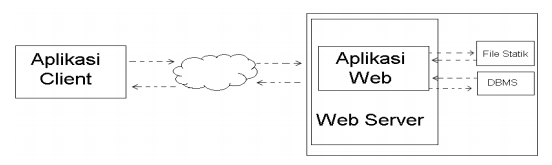 Aplikasi
Client
Aplikasi
Web
Web Server
File Statik
DBMS